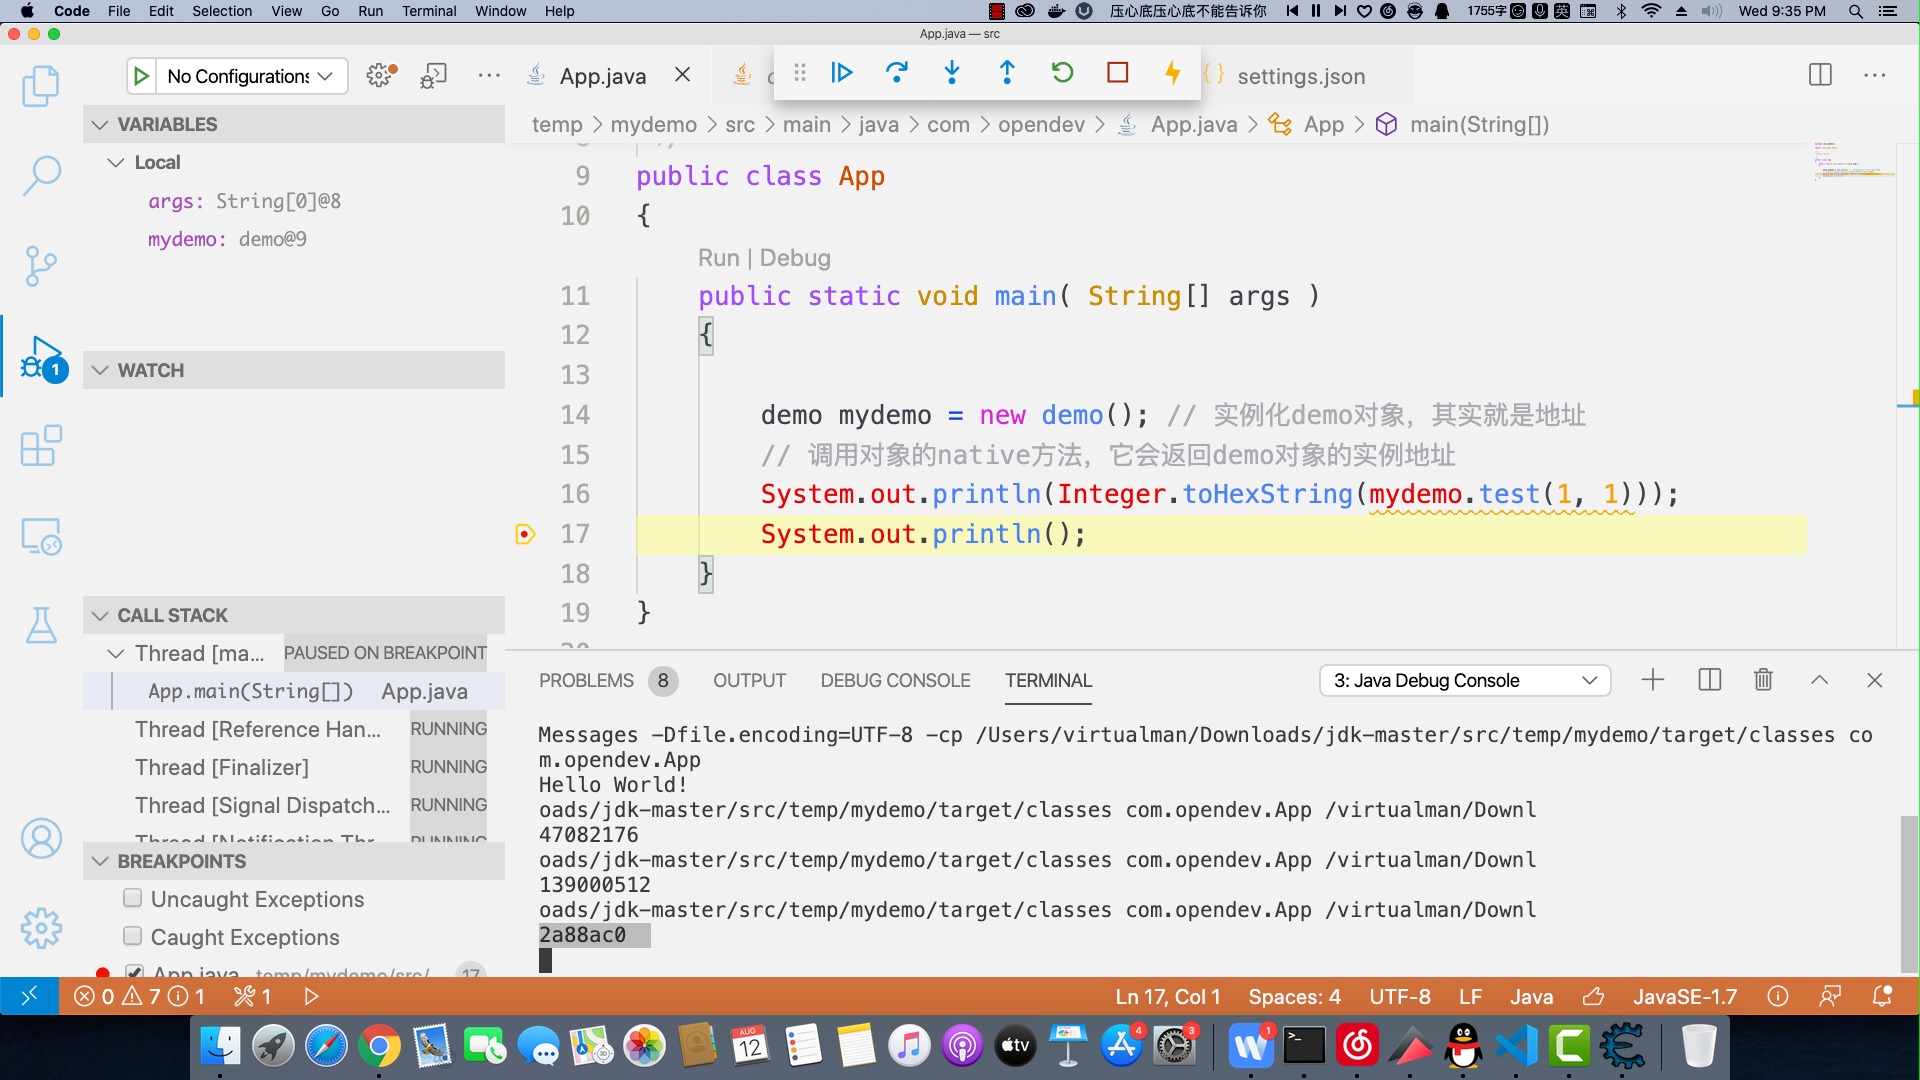 Code File Edit Selection View Go Run Terminal Window Help 压心底压心底不能告诉你 1755字 英 Wed 9:35 PM
App.java — src
No Configurations
App.java
settings.json
temp > mydemo > src > main > java > com > opendev > App.java > App > main(String[])
VARIABLES
Local
args: String[0]@8
mydemo: demo@9
WATCH
CALL STACK
Thread [ma... PAUSED ON BREAKPOINT
App.main(String[]) App.java
Thread [Reference Han... RUNNING
Thread [Finalizer] RUNNING
Thread [Signal Dispatch... RUNNING
Thread [Notification Thr... RUNNING
BREAKPOINTS
Uncaught Exceptions
Caught Exceptions
App.java temp/mydemo/src/ 17
9 public class App
10 {
Run | Debug
11 public static void main( String[] args )
12 {
13
14 demo mydemo = new demo(); // 实例化demo对象，其实就是地址
15 // 调用对象的native方法，它会返回demo对象的实例地址
16 System.out.println(Integer.toHexString(mydemo.test(1, 1)));
17 System.out.println();
18 }
19 }
20
PROBLEMS 8 OUTPUT DEBUG CONSOLE TERMINAL 3: Java Debug Console
Messages -Dfile.encoding=UTF-8 -cp /Users/virtualman/Downloads/jdk-master/src/temp/mydemo/target/classes co
m.opendev.App
Hello World!
oads/jdk-master/src/temp/mydemo/target/classes com.opendev.App /virtualman/Downl
47082176
oads/jdk-master/src/temp/mydemo/target/classes com.opendev.App /virtualman/Downl
139000512
oads/jdk-master/src/temp/mydemo/target/classes com.opendev.App /virtualman/Downl
2a88ac0
0 7 1 1 Ln 17, Col 1 Spaces: 4 UTF-8 LF Java JavaSE-1.7
AUG 12 tv 4 3 1